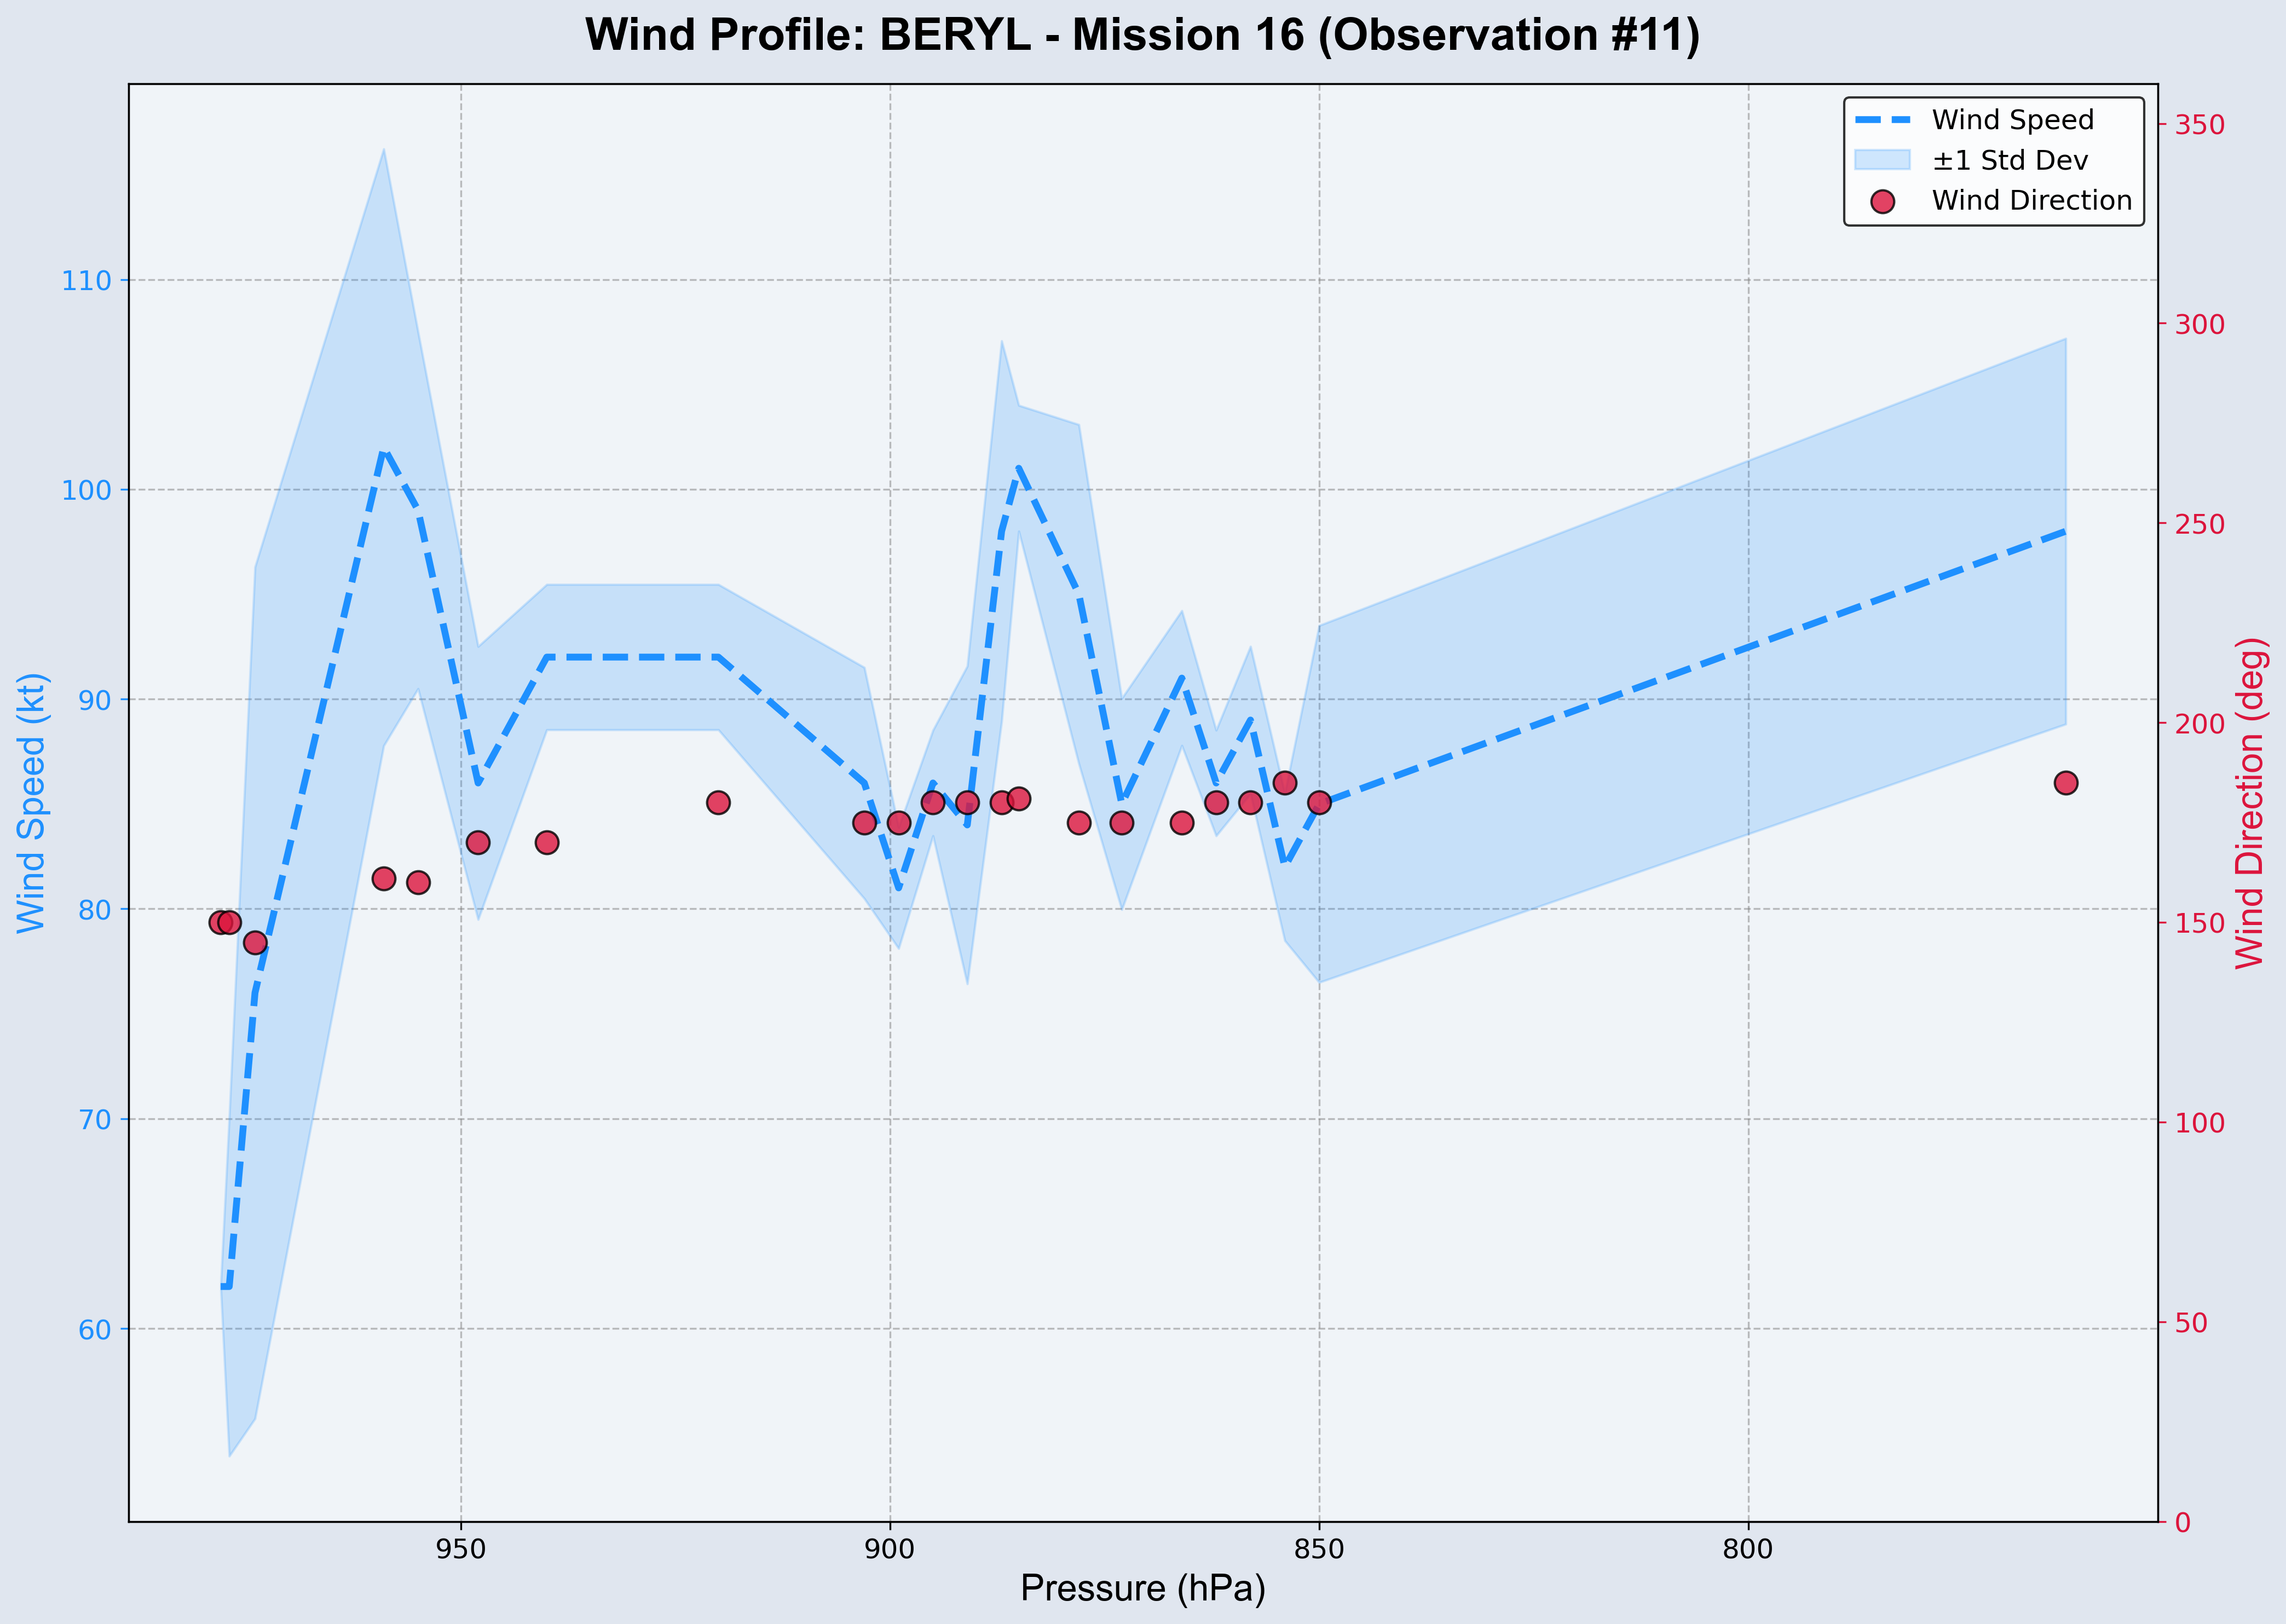 Wind Profile: BERYL - Mission 16 (Observation #11)
Wind Speed
±1 Std Dev
Wind Direction
110
100
90
80
70
60
Wind Speed (kt)
350
300
250
200
150
100
50
0
Wind Direction (deg)
950
900
850
800
Pressure (hPa)